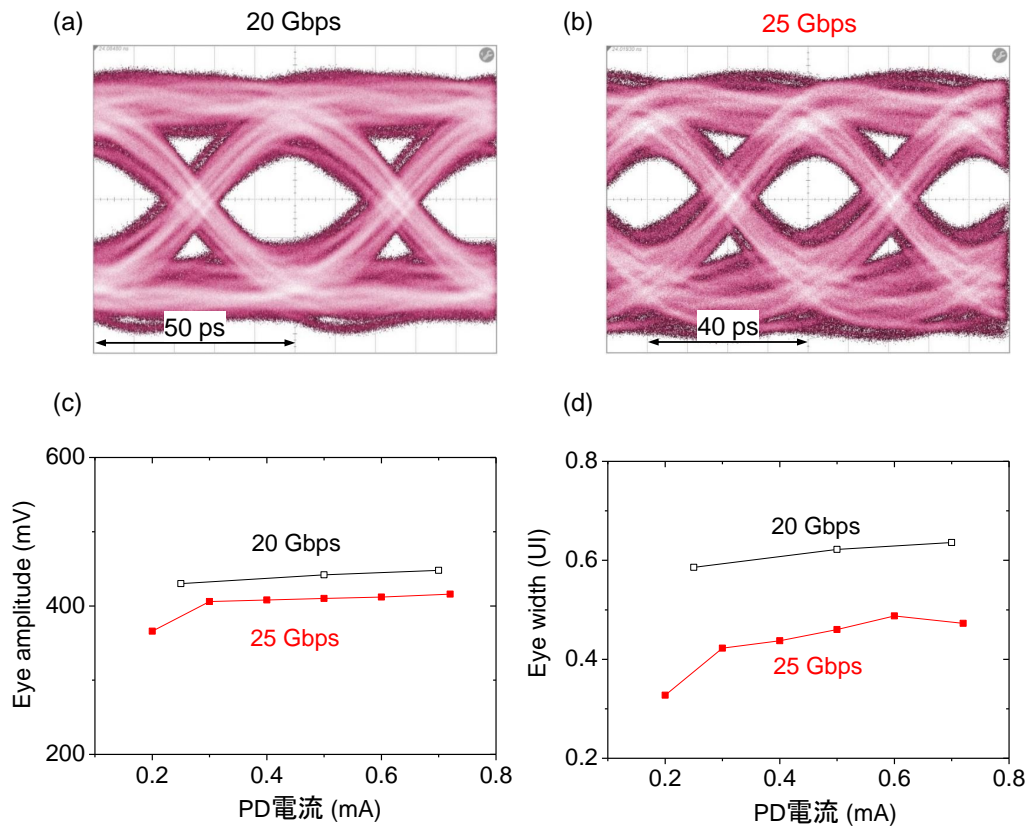 (a)
20 Gbps
(b)
25 Gbps
50 ps
40 ps
(c)
(d)
600
400
200
Eye amplitude (mV)
20 Gbps
25 Gbps
0.2
0.4
0.6
0.8
PD電流 (mA)
0.8
0.6
0.4
0.2
Eye width (UI)
20 Gbps
25 Gbps
0.2
0.4
0.6
0.8
PD電流 (mA)